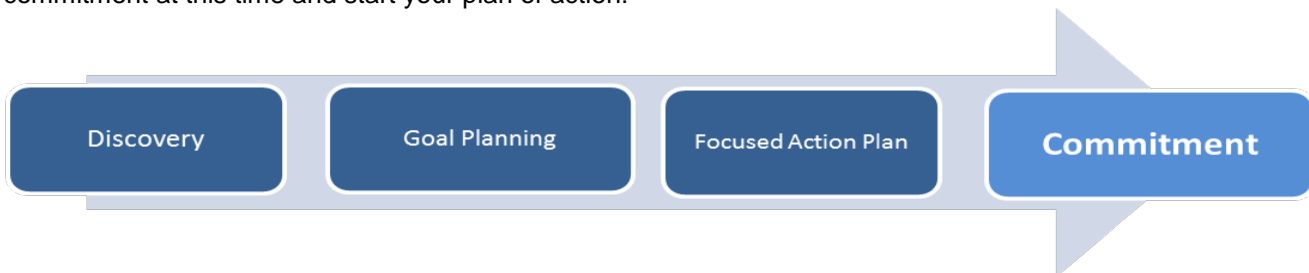 commitment at this time and start your plan of action.
Discovery
Goal Planning
Focused Action Plan
Commitment